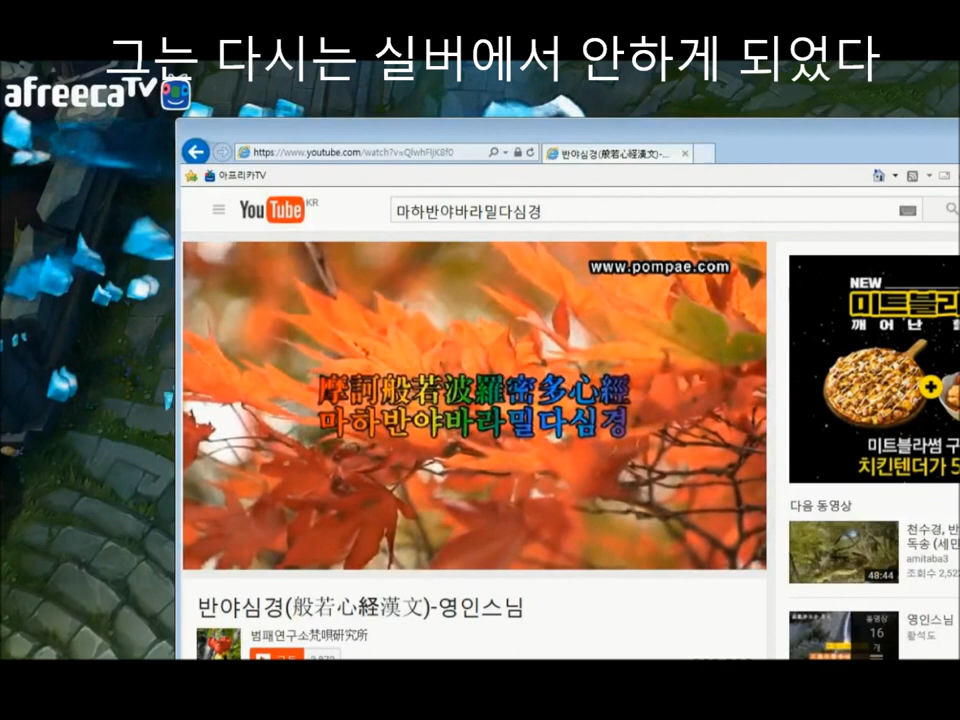 그는 다시는 실버에서 안하게 되었다
afreecaTV
https://www.youtube.com/watch?v=QlwhFljK8f0
반야심경(般若心經漢文)-...
아프리카TV
YouTube KR
마하반야바라밀다심경
www.pompae.com
NEW
미트블라
깨어난
摩訶般若波羅密多心經
마하반야바라밀다심경
미트블라썸 구
치킨텐더가 5
다음 동영상
천수경, 반
독송 (세민
amitaba3
조회수 2,52
48:44
반야심경(般若心経漢文)-영인스님
범패연구소梵唄研究所
구독
영인스님
황석도
동영상
16
개